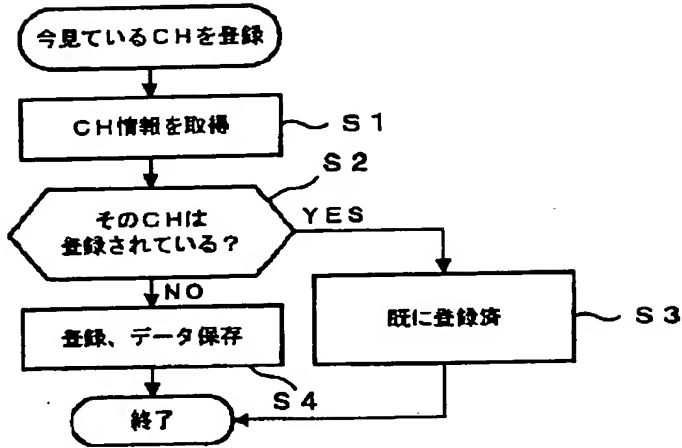 今見ているCHを登録
CH情報を取得
S1
S2
そのCHは
登録されている?
YES
NO
既に登録済
S3
登録、データ保存
S4
終了